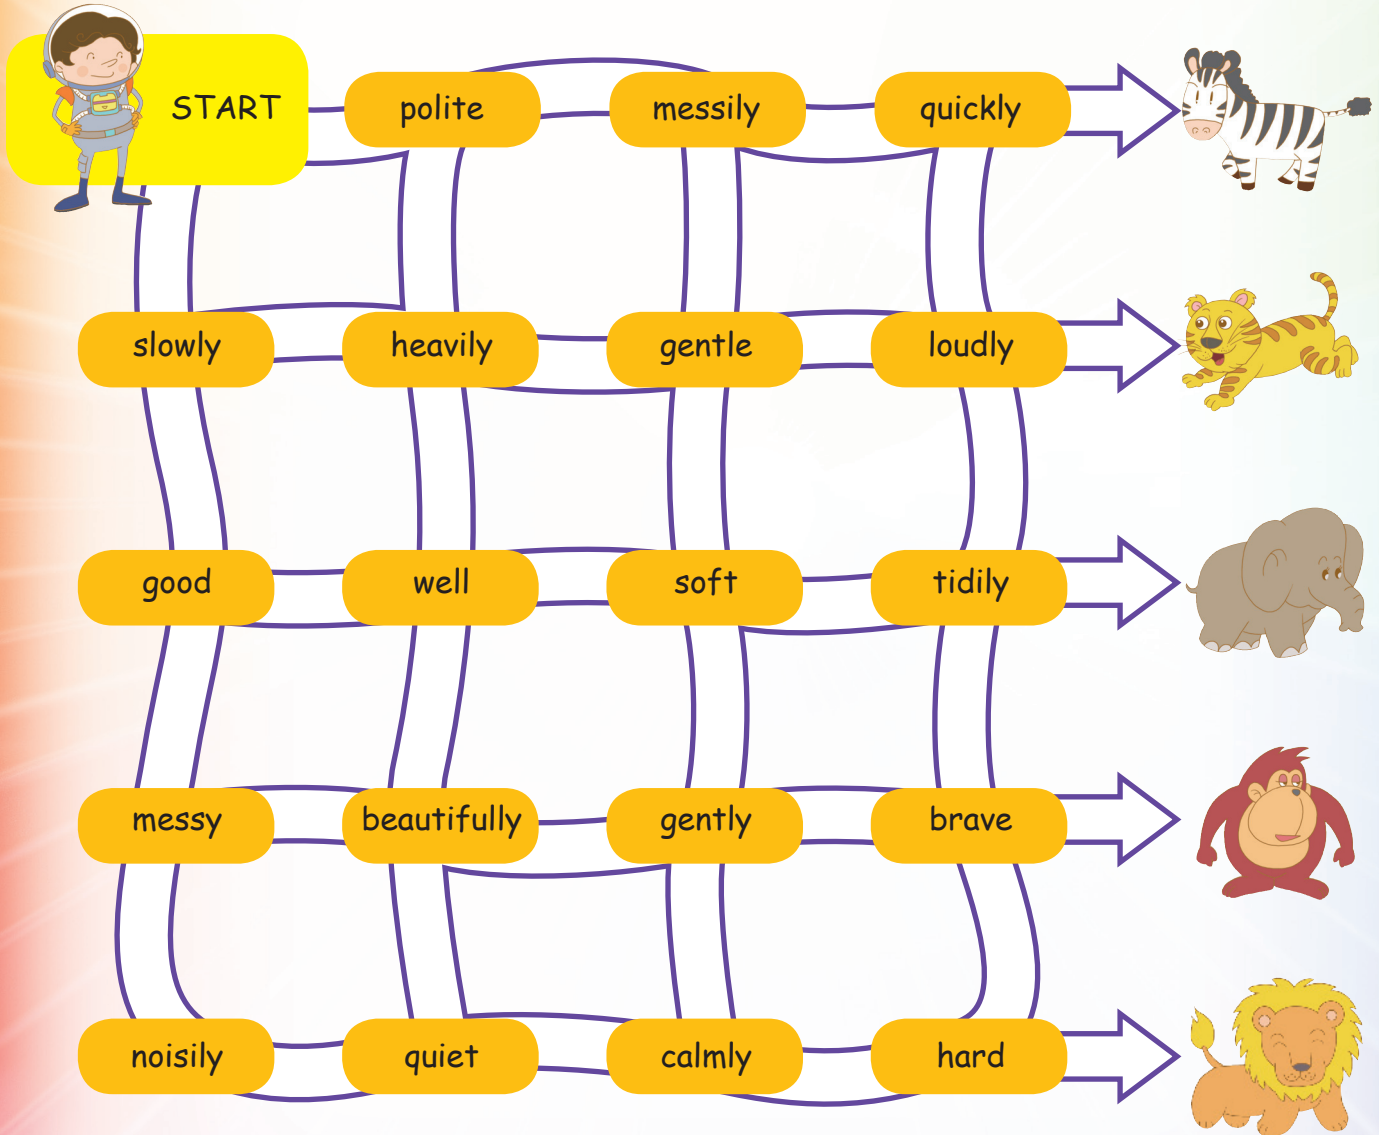 START
polite
messily
quickly
slowly
heavily
gentle
loudly
good
well
soft
tidily
messy
beautifully
gently
brave
noisily
quiet
calmly
hard